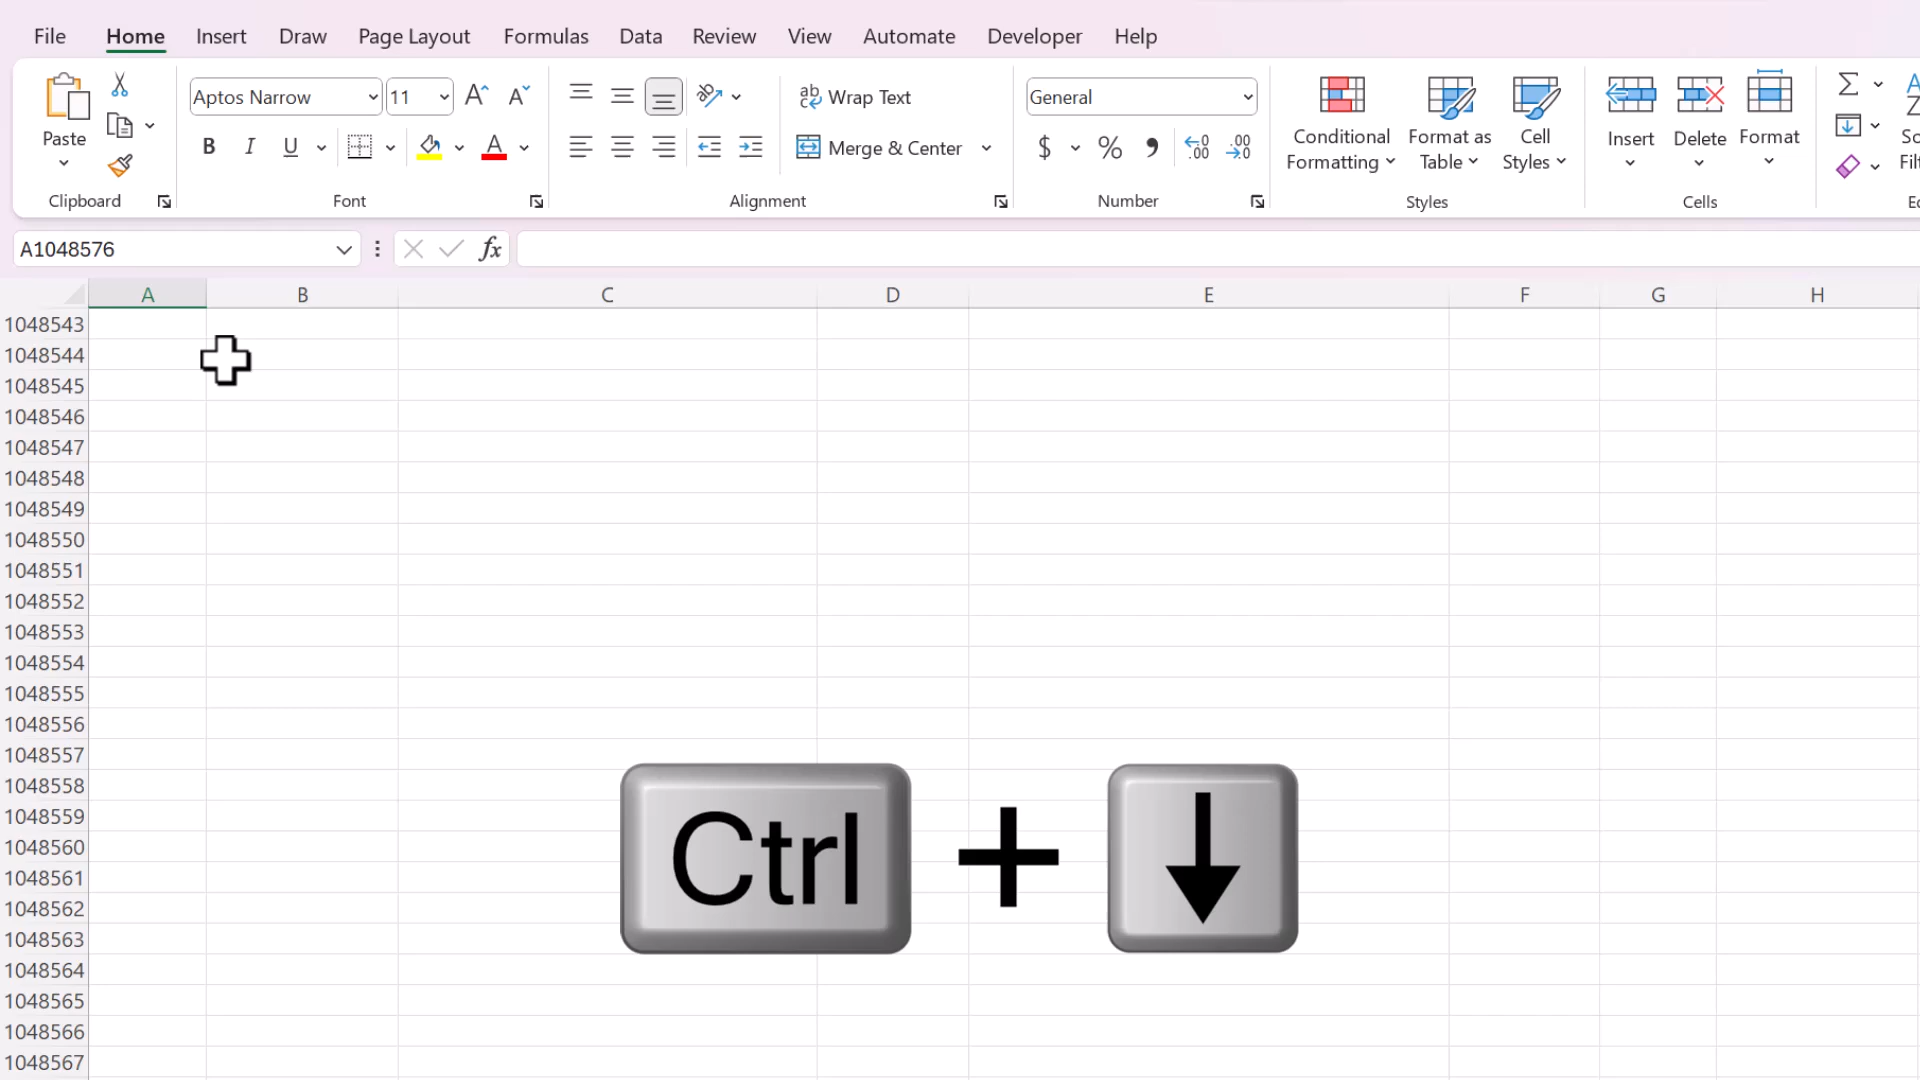 File Home Insert Draw Page Layout Formulas Data Review View Automate Developer Help
Paste
Clipboard
Aptos Narrow 11 A A
B I U A
Font
ab Wrap Text
Merge & Center
Alignment
General
$ % , .00 .00
Number
Conditional Formatting
Format as Table
Cell Styles
Styles
Insert Delete Format
Cells
A1048576 fx
A B C D E F G H
1048543
1048544
1048545
1048546
1048547
1048548
1048549
1048550
1048551
1048552
1048553
1048554
1048555
1048556
1048557
1048558
1048559
1048560
1048561
1048562
1048563
1048564
1048565
1048566
1048567
Ctrl + ↓